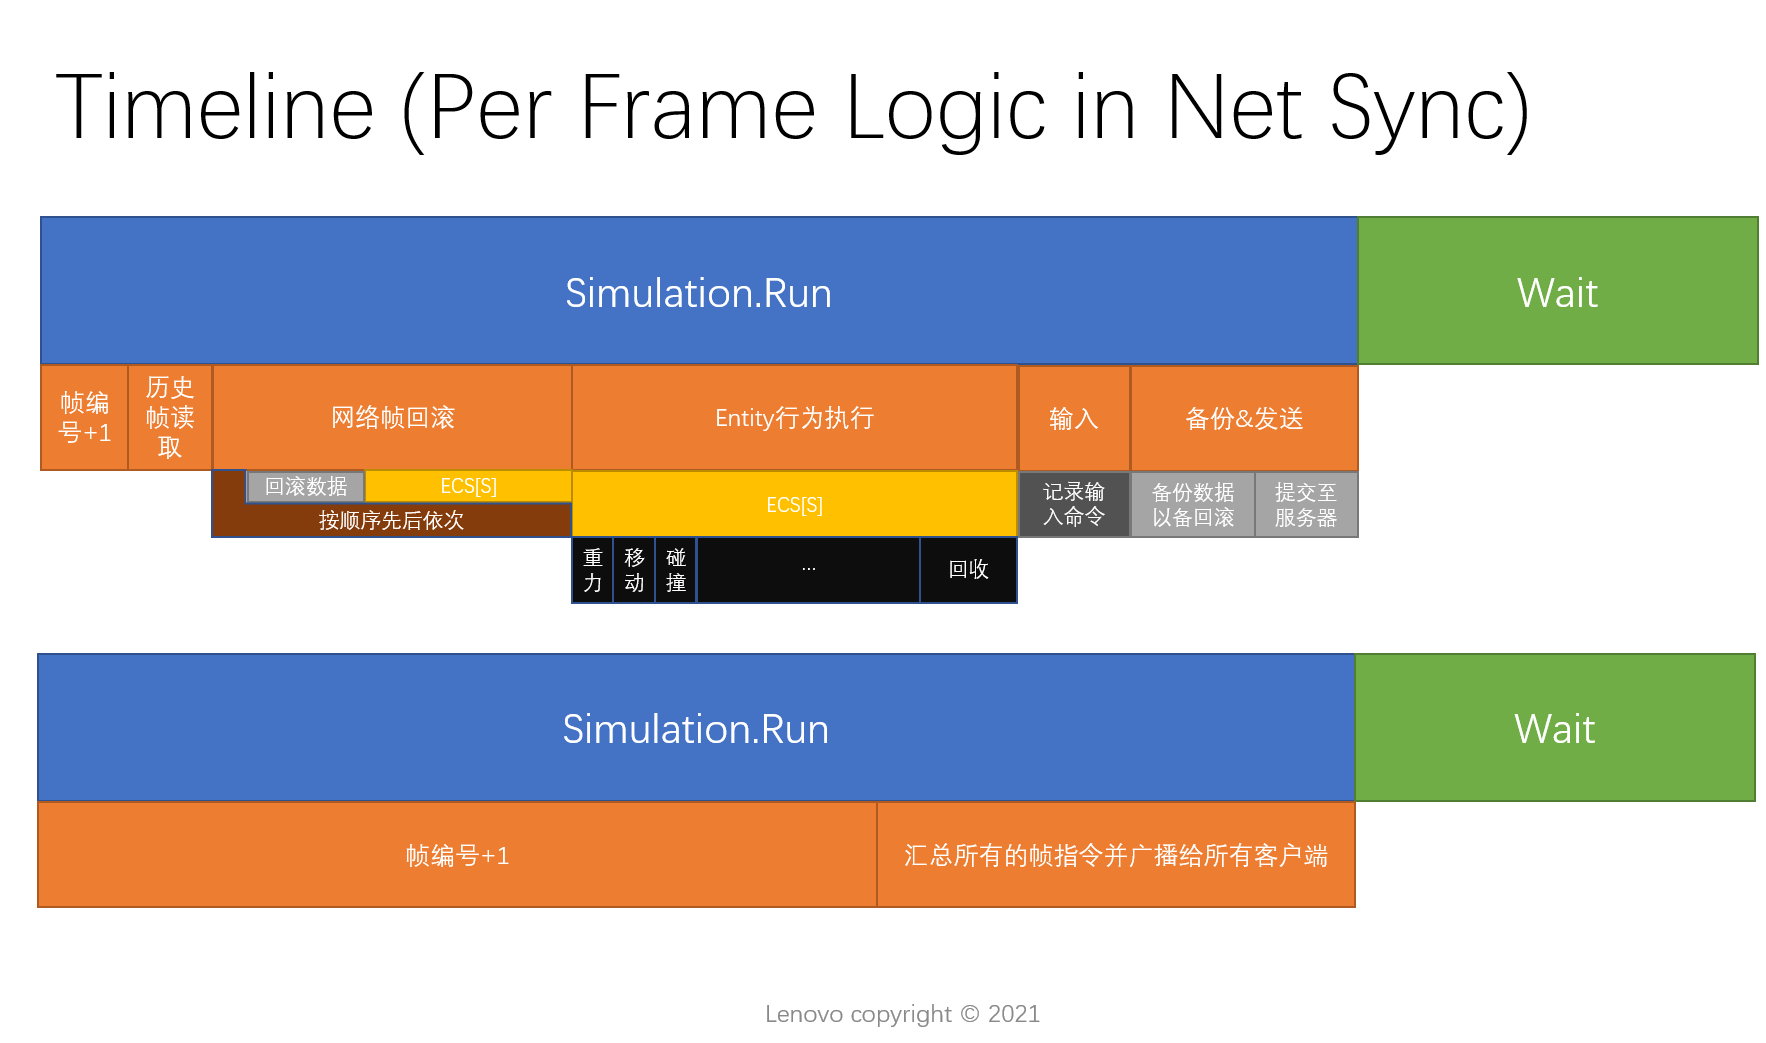 Timeline (Per Frame Logic in Net Sync)
Simulation.Run
Wait
帧编
号+1
历史
帧读
取
网络帧回滚
Entity行为执行
输入
备份&发送
回滚数据
ECS[S]
按顺序先后依次
ECS[S]
记录输
入命令
备份数据
以备回滚
提交至
服务器
重
力
移
动
碰
撞
...
回收
Simulation.Run
Wait
帧编号+1
汇总所有的帧指令并广播给所有客户端
Lenovo copyright © 2021